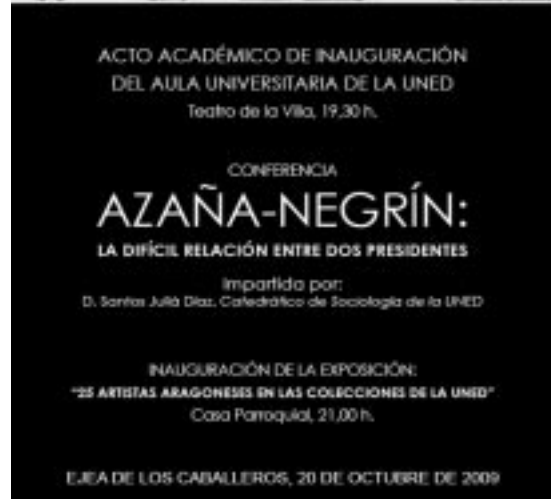 ACTO ACADÉMICO DE INAUGURACIÓN
DEL AULA UNIVERSITARIA DE LA UNED
Teatro de la Villa, 19,30 h.
CONFERENCIA
AZAÑA-NEGRÍN:
LA DIFÍCIL RELACIÓN ENTRE DOS PRESIDENTES
Impartida por:
D. Santos Juliá Díaz, Catedrático de Sociología de la UNED
INAUGURACIÓN DE LA EXPOSICIÓN:
"25 ARTISTAS ARAGONESES EN LAS COLECCIONES DE LA UNED"
Casa Parroquial, 21,00 h.
EJEA DE LOS CABALLEROS, 20 DE OCTUBRE DE 2009